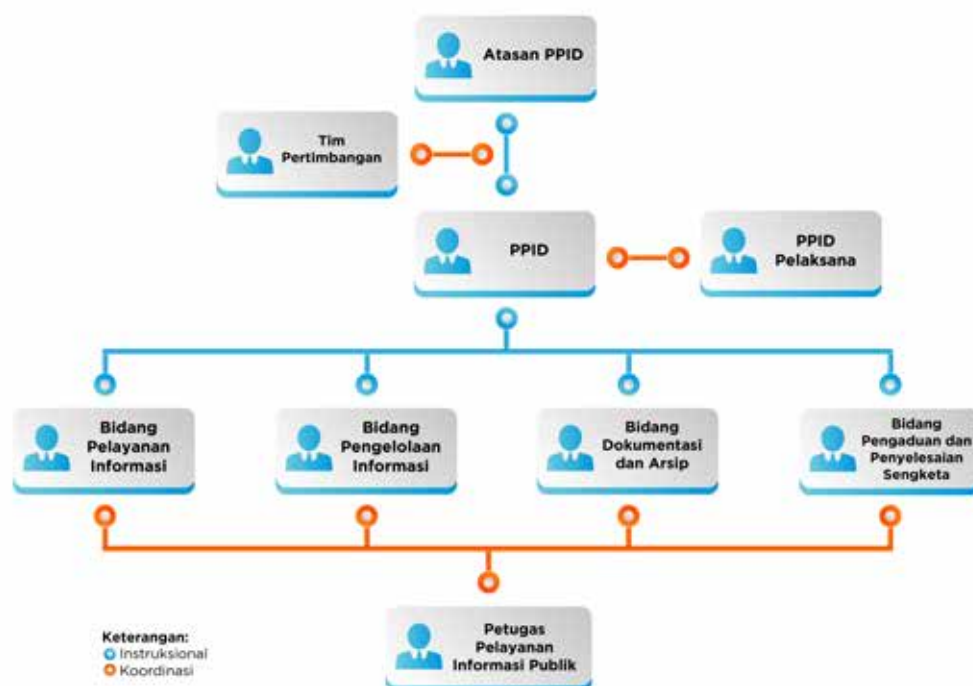 Atasan PPID
Tim
Pertimbangan
PPID
PPID
Pelaksana
Bidang
Pelayanan
Informasi
Bidang
Pengelolaan
Informasi
Bidang
Dokumentasi
dan Arsip
Bidang
Pengaduan dan
Penyelesaian
Sengketa
Petugas
Pelayanan
Informasi Publik
Keterangan:
Instruksional
Koordinasi